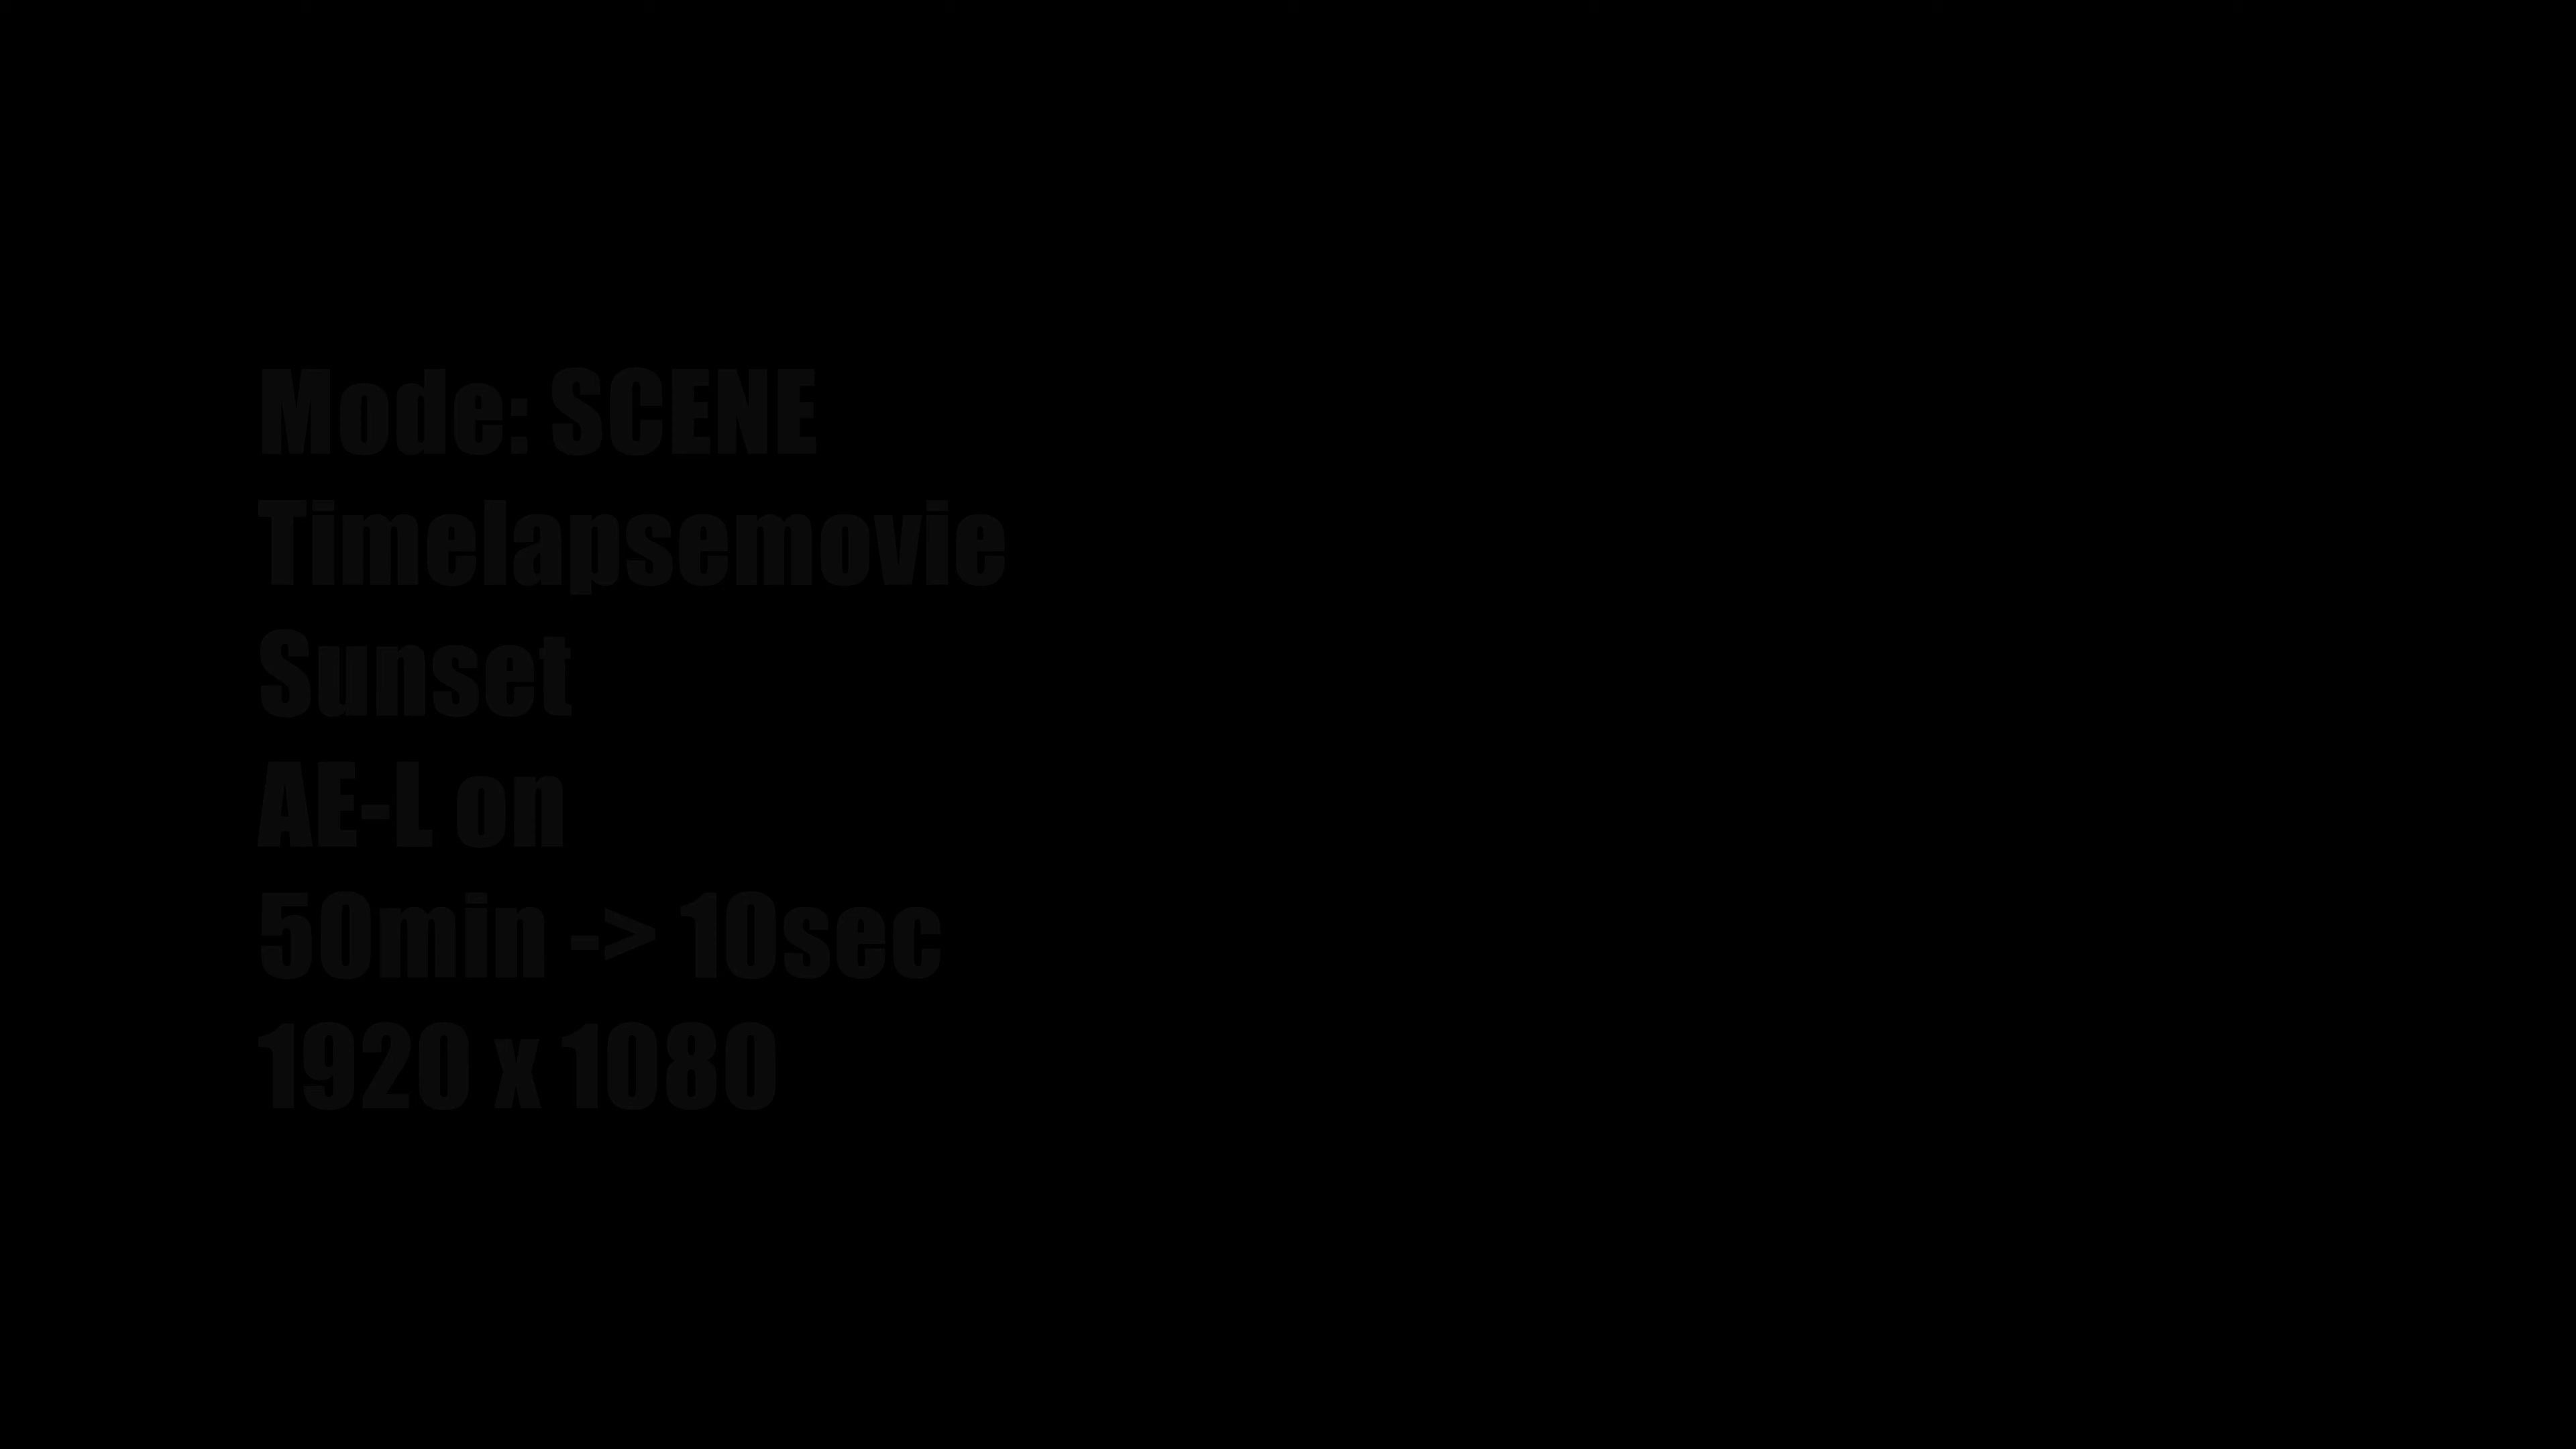 Mode: SCENE
Timelapsemovie
Sunset
AE-L on
50min -> 10sec
1920 x 1080